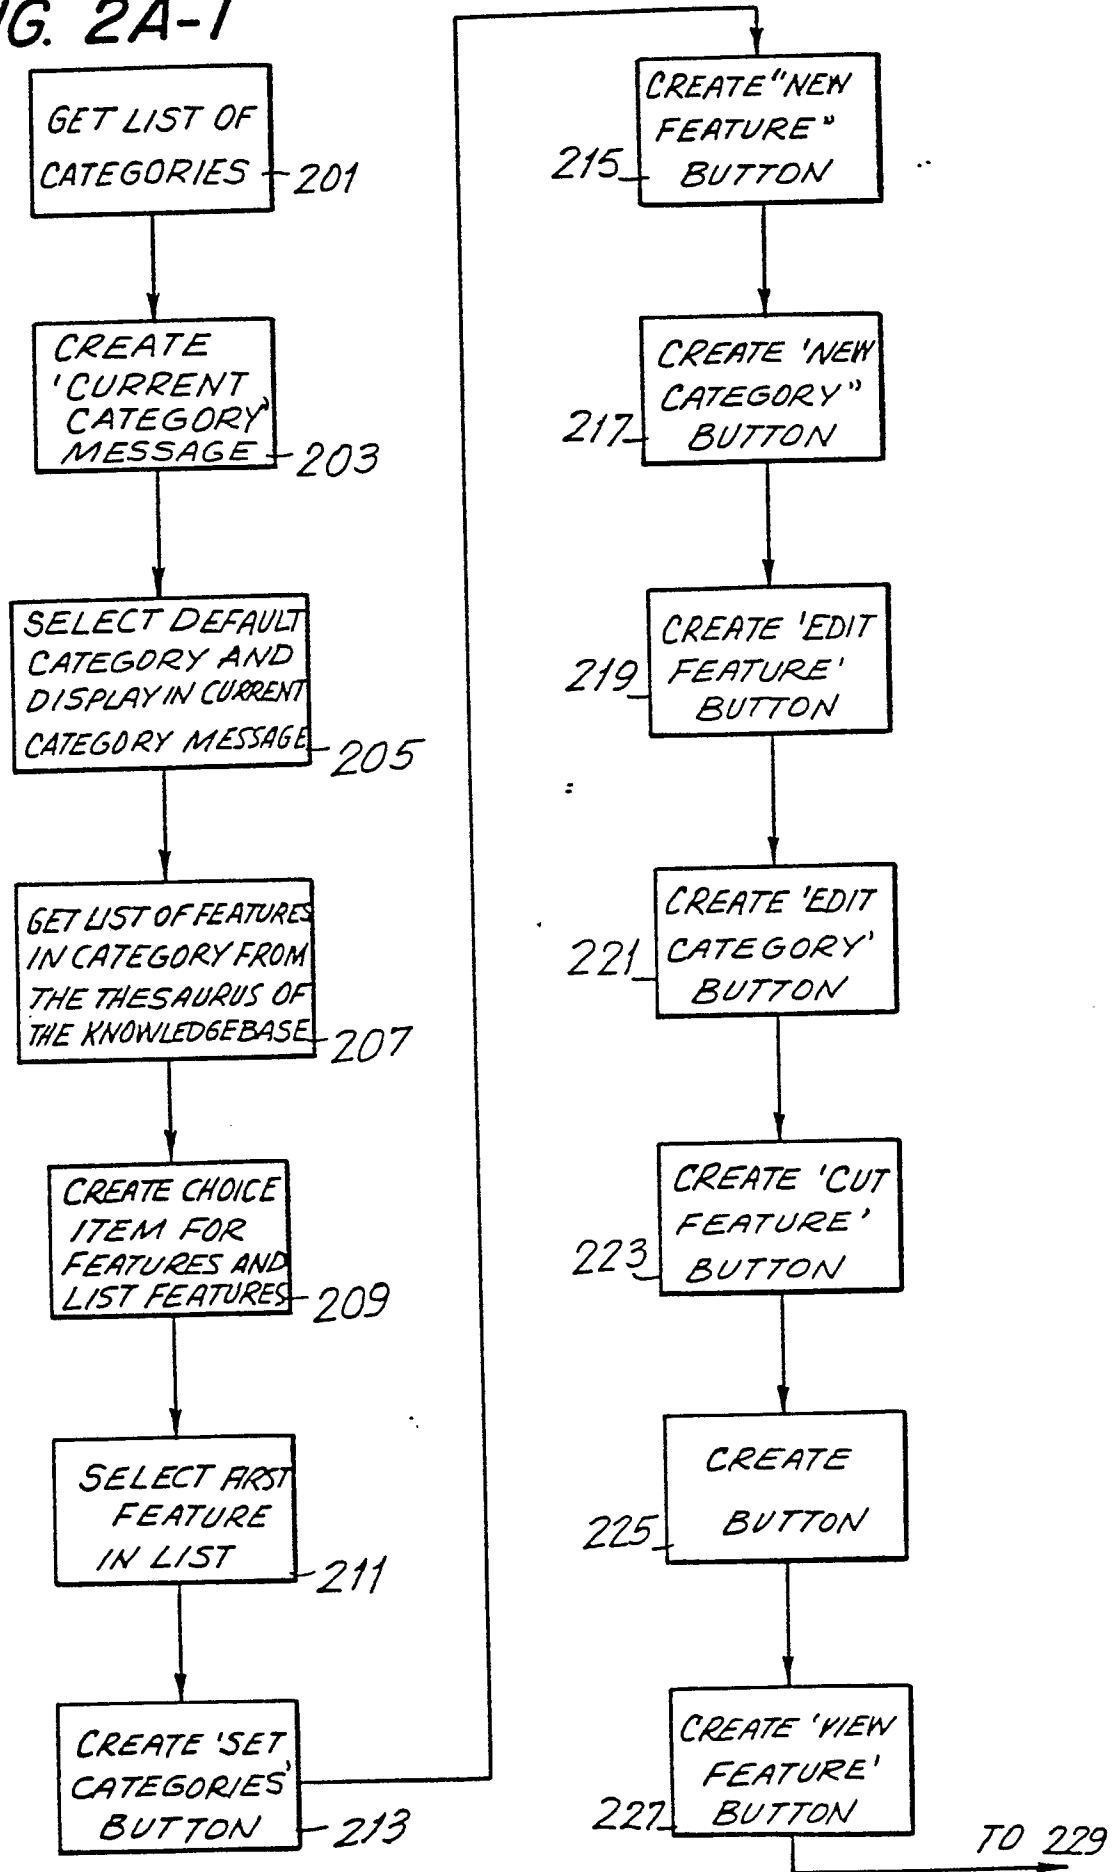 IG. 2A-1
GET LIST OF
CATEGORIES
201
CREATE
'CURRENT
CATEGORY'
MESSAGE
203
SELECT DEFAULT
CATEGORY AND
DISPLAY IN CURRENT
CATEGORY MESSAGE
205
GET LIST OF FEATURES
IN CATEGORY FROM
THE THESAURUS OF
THE KNOWLEDGEBASE
207
CREATE CHOICE
ITEM FOR
FEATURES AND
LIST FEATURES
209
SELECT FIRST
FEATURE
IN LIST
211
CREATE 'SET
CATEGORIES'
BUTTON
213
CREATE "NEW
FEATURE"
BUTTON
215
CREATE 'NEW
CATEGORY"
BUTTON
217
CREATE 'EDIT
FEATURE'
BUTTON
219
CREATE 'EDIT
CATEGORY'
BUTTON
221
CREATE 'CUT
FEATURE'
BUTTON
223
CREATE
BUTTON
225
CREATE 'VIEW
FEATURE'
BUTTON
227
TO 229